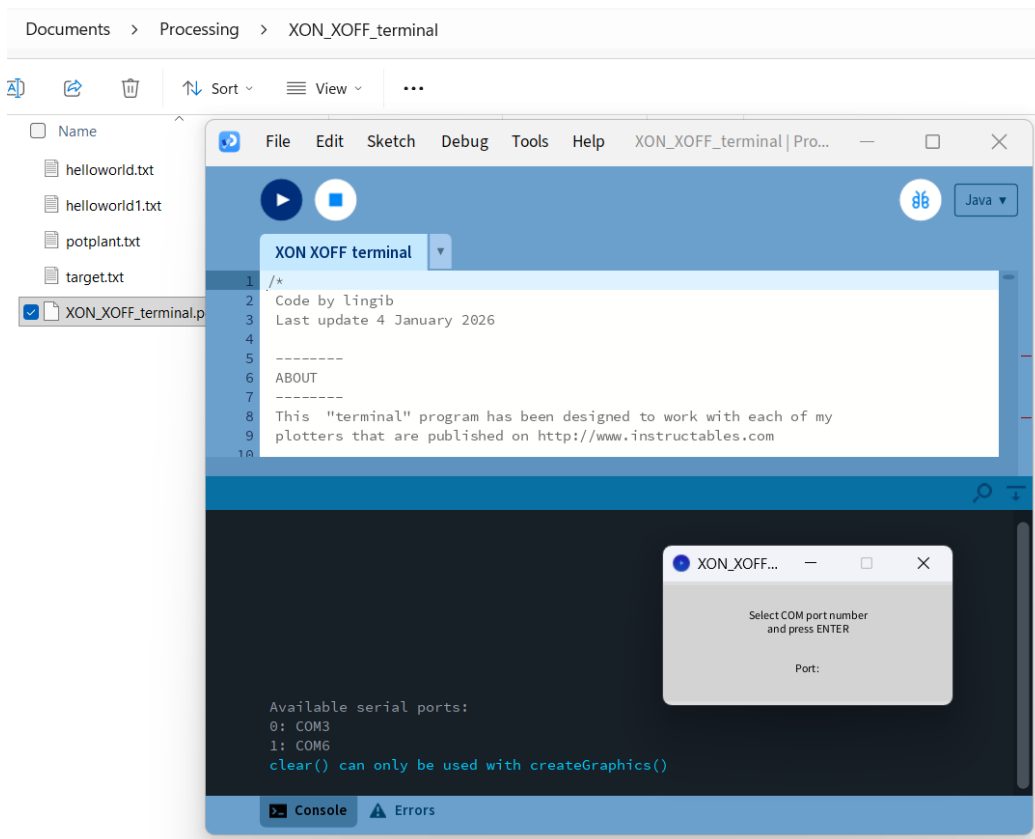 Documents > Processing > XON_XOFF_terminal
A Sort View ...
Name
helloworld.txt
helloworld1.txt
potplant.txt
target.txt
XON_XOFF_terminal.p
File Edit Sketch Debug Tools Help XON_XOFF_terminal | Pro...
Java
XON XOFF terminal
1 /*
2 Code by lingib
3 Last update 4 January 2026
4
5 --------
6 ABOUT
7 --------
8 This "terminal" program has been designed to work with each of my
9 plotters that are published on http://www.instructables.com
10
XON_XOFF...
Select COM port number
and press ENTER
Port:
Available serial ports:
0: COM3
1: COM6
clear() can only be used with createGraphics()
Console Errors